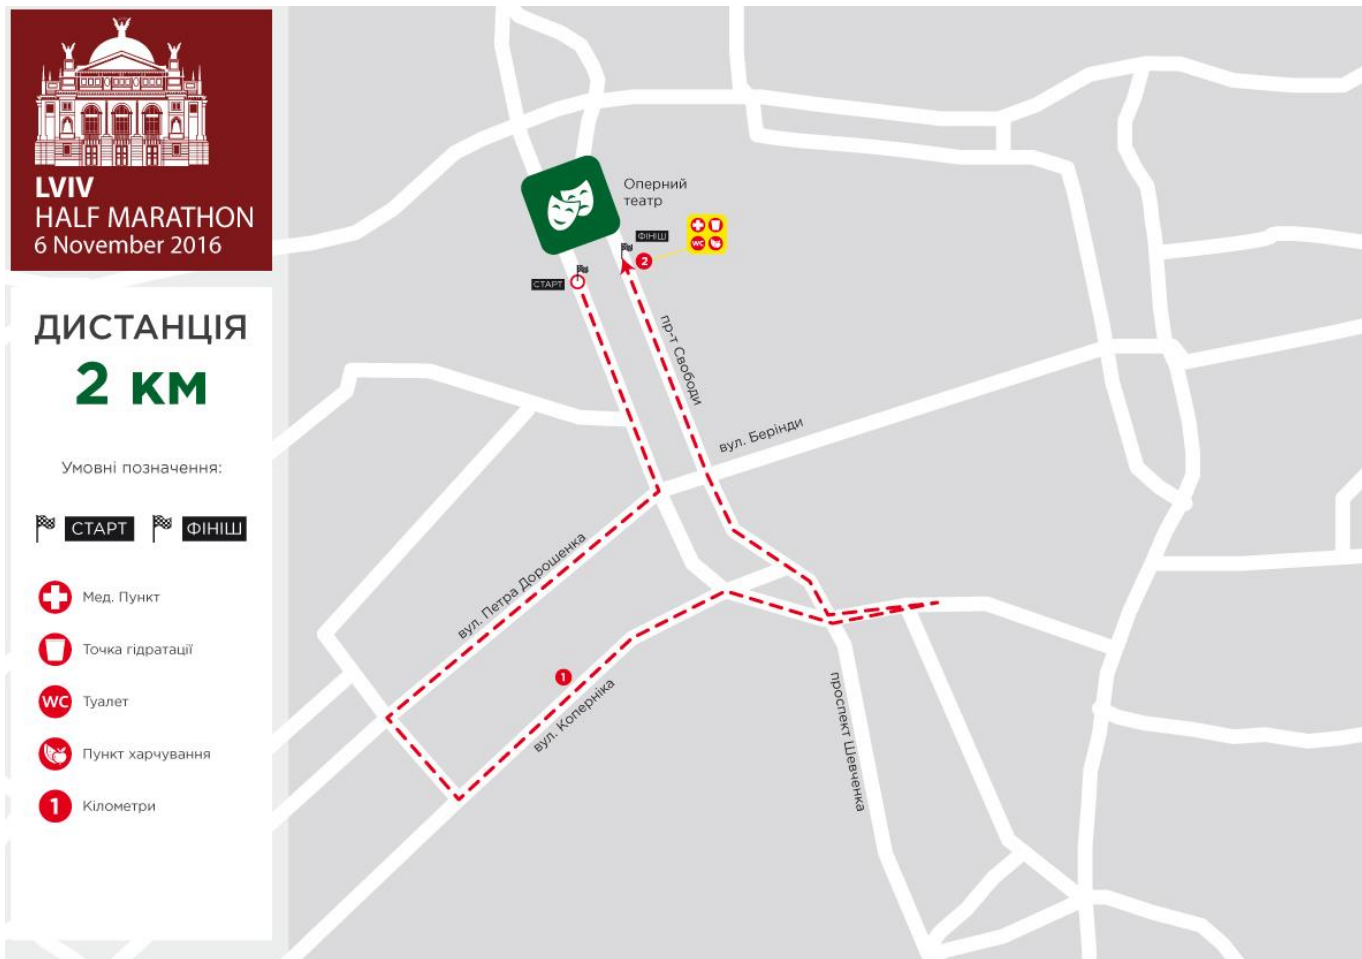 LVIV
HALF MARATHON
6 November 2016
ДИСТАНЦІЯ
2 км
Умовні позначення:
СТАРТ
ФІНІШ
Мед. Пункт
Точка гідратації
WC
Туалет
Пункт харчування
1
Кілометри
Оперний
театр
ФІНІШ
2
WC
СТАРТ
пр-т Свободи
вул. Берінди
вул. Петра Дорошенка
1
вул. Коперніка
проспект Шевченка